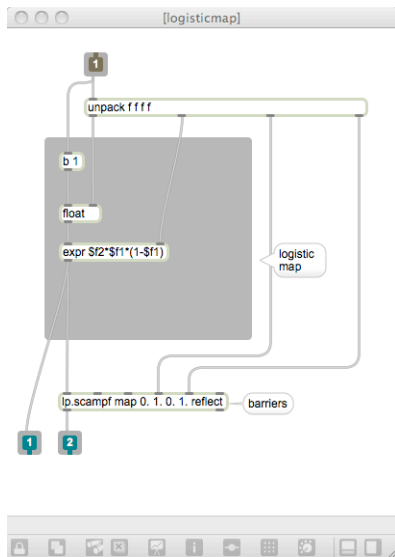 [logisticmap]
1
unpack f f f f
b 1
float
expr $f2*$f1*(1-$f1)
logistic
map
lp.scampf map 0. 1. 0. 1. reflect
barriers
1
2